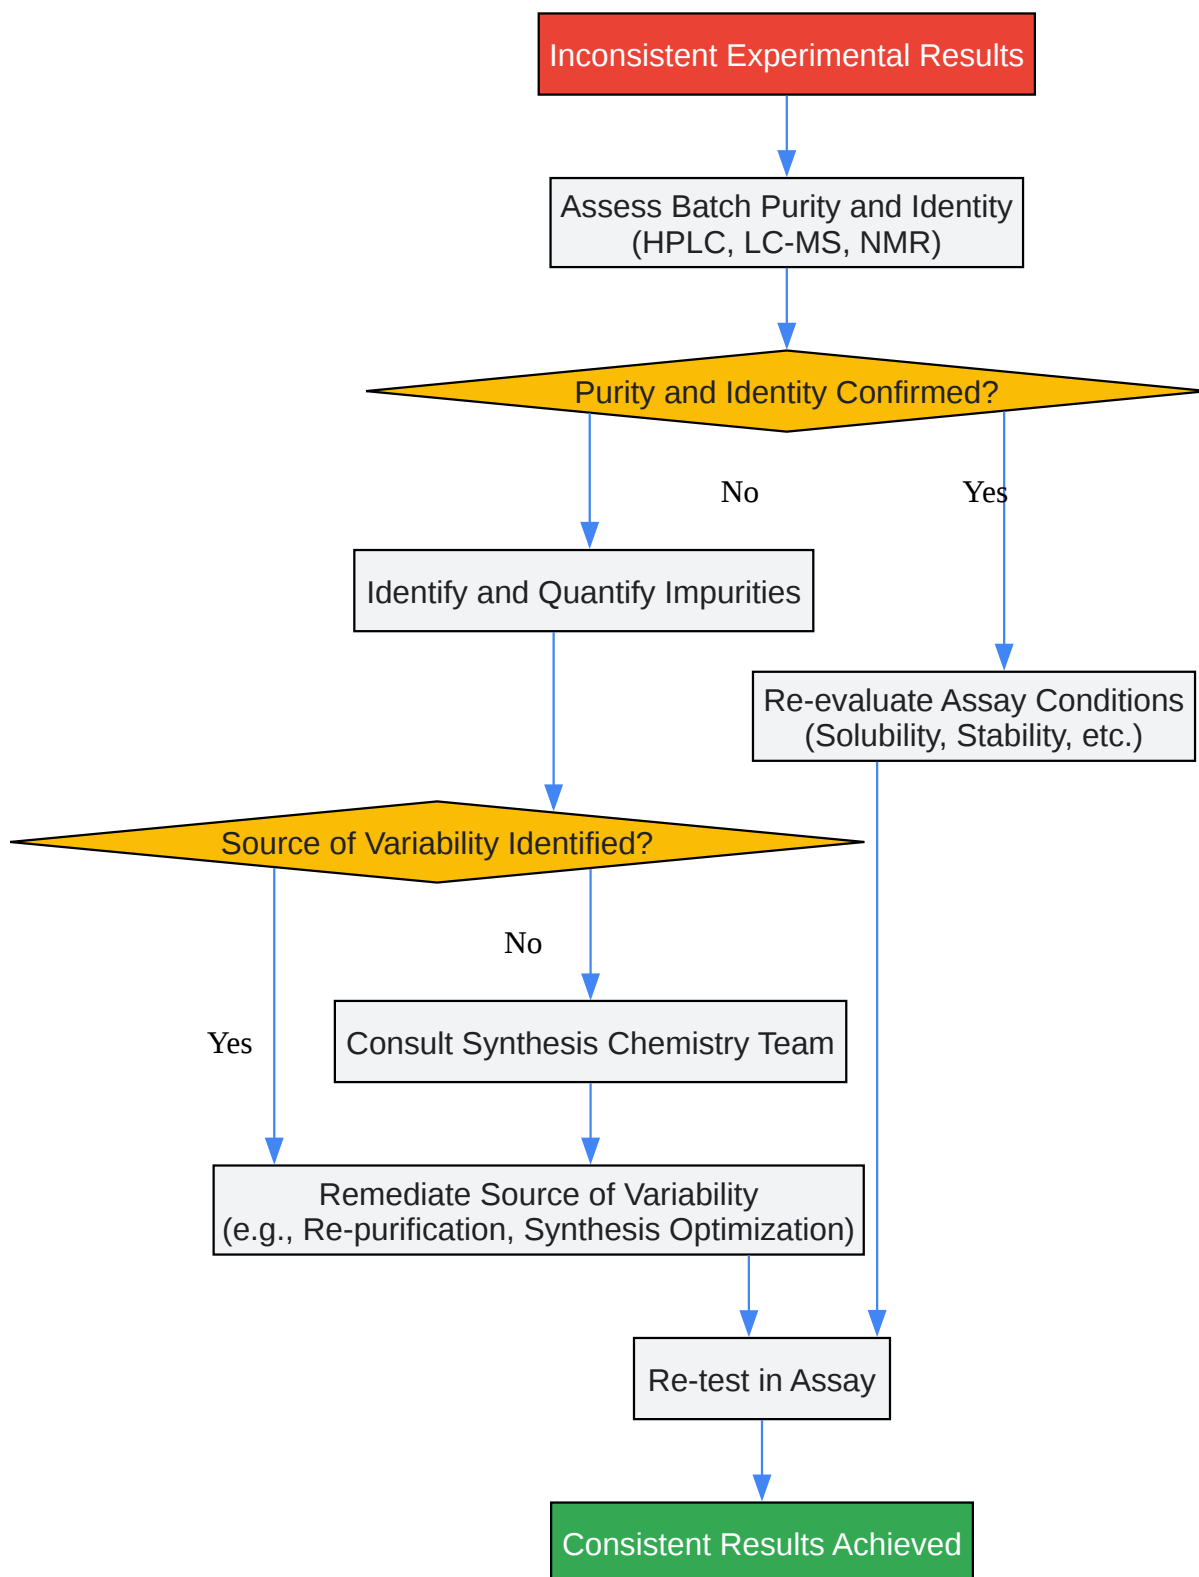 Inconsistent Experimental Results
Assess Batch Purity and Identity
(HPLC, LC-MS, NMR)
Purity and Identity Confirmed?
No
Yes
Identify and Quantify Impurities
Re-evaluate Assay Conditions
(Solubility, Stability, etc.)
Source of Variability Identified?
No
Yes
Consult Synthesis Chemistry Team
Remediate Source of Variability
(e.g., Re-purification, Synthesis Optimization)
Re-test in Assay
Consistent Results Achieved